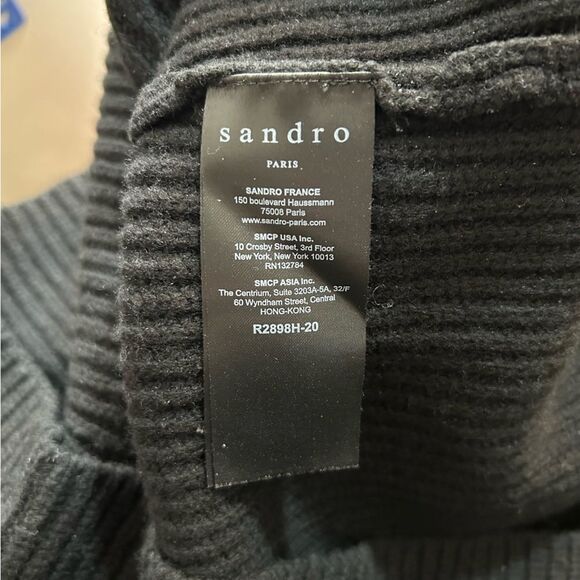 sandro
PARIS
SANDRO FRANCE
150 boulevard Haussmann
75008 Paris
www.sandro-paris.com
SMCP USA Inc.
10 Crosby Street, 3rd Floor
New York, New York 10013
RN132784
SMCP ASIA Inc.
The Centrium, Suite 3203A-5A, 32/F
60 Wyndham Street, Central
HONG-KONG
R2898H-20